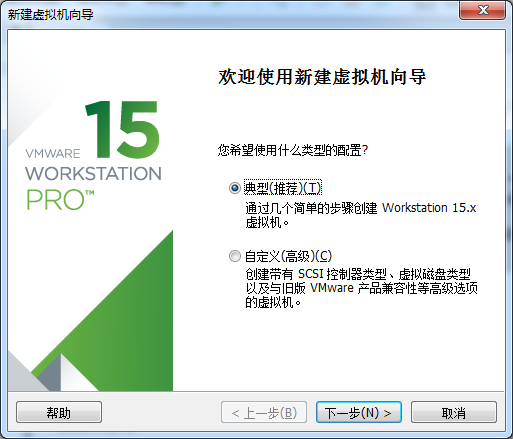 新建虚拟机向导
15
VMWARE
WORKSTATION
PRO™
欢迎使用新建虚拟机向导
您希望使用什么类型的配置?
典型(推荐)(T)
通过几个简单的步骤创建 Workstation 15.x
虚拟机。
自定义(高级)(C)
创建带有 SCSI 控制器类型、虚拟磁盘类型
以及与旧版 VMware 产品兼容性等高级选项
的虚拟机。
帮助
< 上一步(B)
下一步(N) >
取消